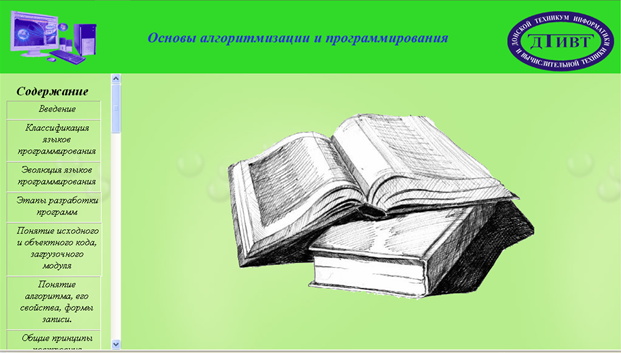 Основы алгоритмизации и программирования
ДОНСКОЙ ТЕХНИКУМ ИНФОРМАТИКИ
И ВЫЧИСЛИТЕЛЬНОЙ ТЕХНИКИ
ДТИВТ
Содержание
Введение
Классификация
языков
программирования
Эволюция языков
программирования
Этапы разработки
программ
Понятие исходного
и объектного кода,
загрузочного
модуля
Понятие
алгоритма, его
свойства, формы
записи.
Общие принципы